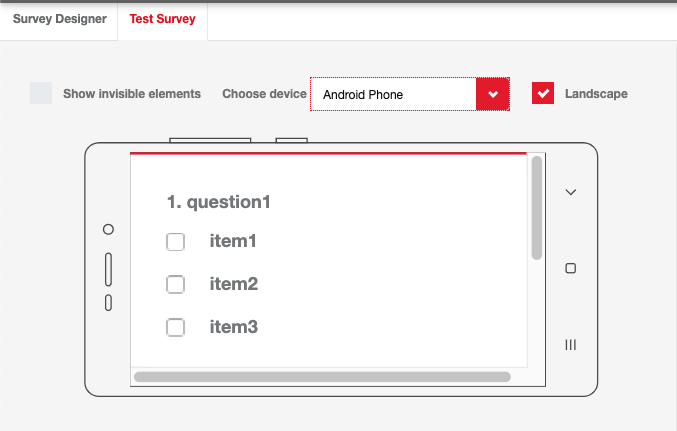 Survey Designer Test Survey
Show invisible elements Choose device Android Phone Landscape
1. question1
item1
item2
item3